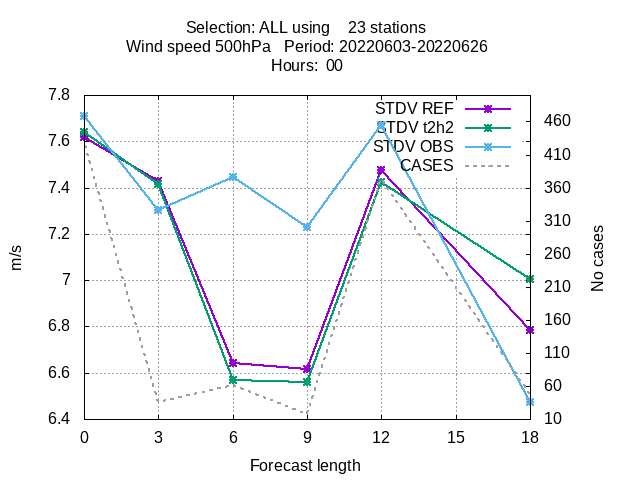 Selection: ALL using    23 stations
Wind speed 500hPa   Period: 20220603-20220626
Hours:  00
STDV REF
STDV t2h2
STDV OBS
CASES
7.8
7.6
7.4
7.2
7
6.8
6.6
6.4
m/s
460
410
360
310
260
210
160
110
60
10
No cases
0 3 6 9 12 15 18
Forecast length